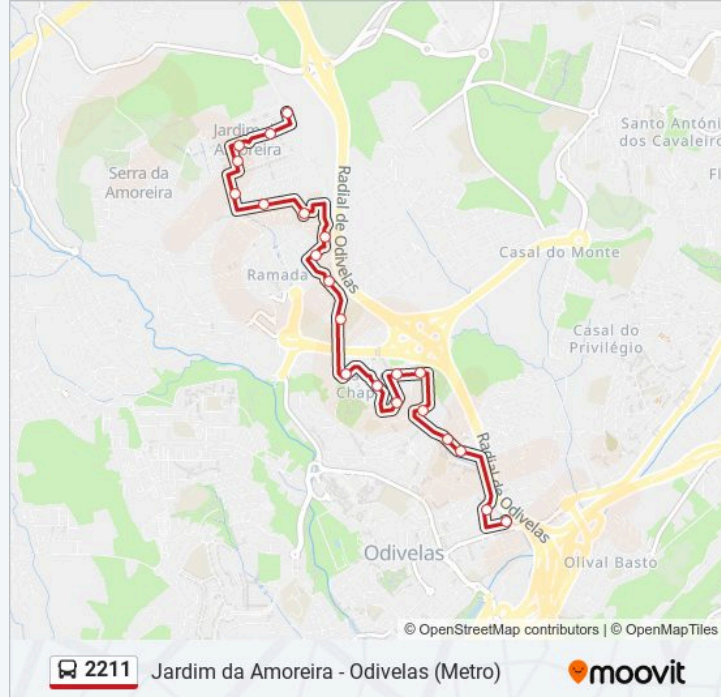 Santo Antóni
dos Cavaleiro
Jardim
Amoreira
Serra da
Amoreira
Radial de Odivelas
Casal do Monte
Ramada
Casal do
Privilégio
Chap
Radial de Odivelas
Odivelas
Olival Basto
© OpenStreetMap contributors | © OpenMapTiles
2211 Jardim da Amoreira - Odivelas (Metro) moovit